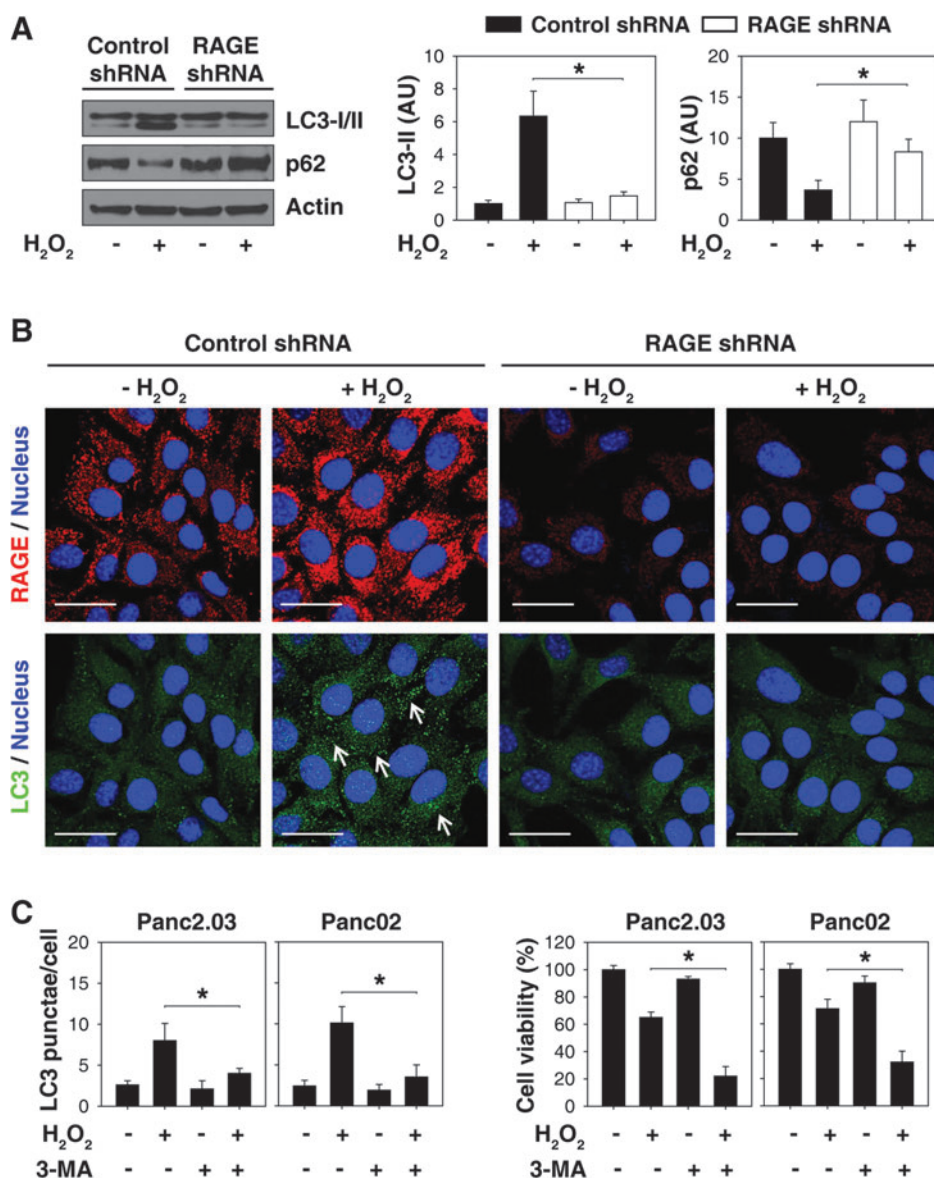 A
Control shRNA RAGE shRNA
Control RAGE
shRNA shRNA
LC3-I/II
p62
Actin
H₂O₂ - + - +
LC3-II (AU)
10
8
6
4
2
0
*
H₂O₂ - + - +
p62 (AU)
20
15
10
5
0
*
H₂O₂ - + - +
B
Control shRNA RAGE shRNA
- H₂O₂ + H₂O₂ - H₂O₂ + H₂O₂
RAGE / Nucleus
LC3 / Nucleus
C
Panc2.03 Panc02
LC3 punctae/cell
20
15
10
5
0
* *
H₂O₂ - + - + - + - +
3-MA - - + + - - + +
Panc2.03 Panc02
Cell viability (%)
120
100
80
60
40
20
0
* *
- + - + - + - +
- - + + - - + +